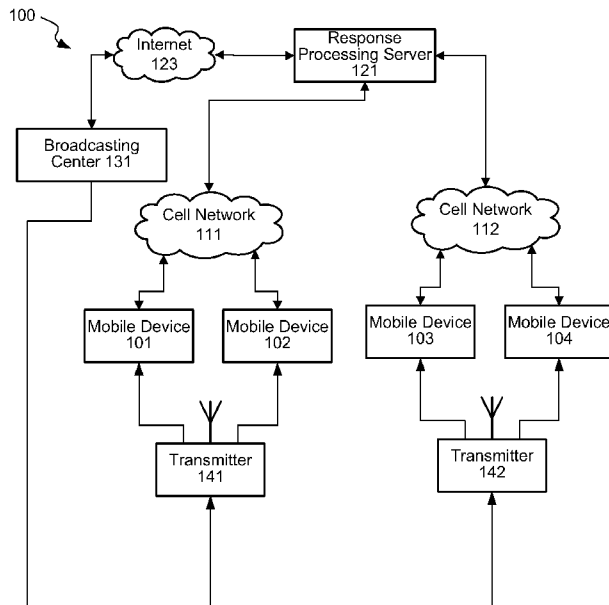 100
Internet
123
Response
Processing Server
121
Broadcasting
Center 131
Cell Network
111
Cell Network
112
Mobile Device
101
Mobile Device
102
Mobile Device
103
Mobile Device
104
Transmitter
141
Transmitter
142